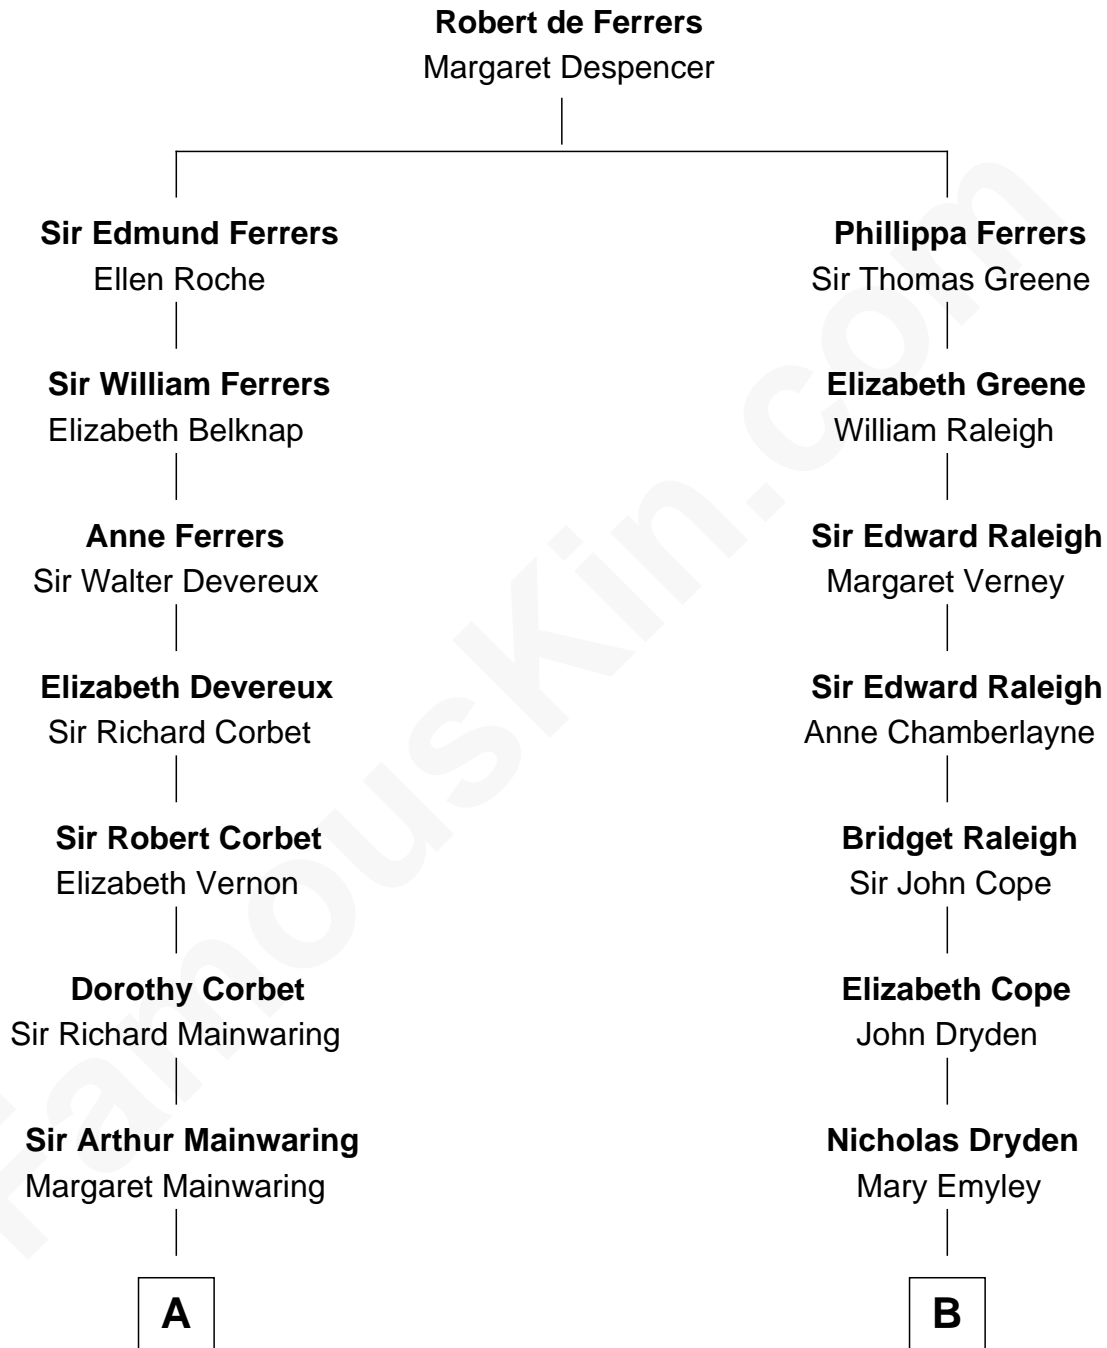 Robert de Ferrers
Margaret Despencer
Sir Edmund Ferrers
Ellen Roche
Phillippa Ferrers
Sir Thomas Greene
Sir William Ferrers
Elizabeth Belknap
Elizabeth Greene
William Raleigh
Anne Ferrers
Sir Walter Devereux
Sir Edward Raleigh
Margaret Verney
Elizabeth Devereux
Sir Richard Corbet
Sir Edward Raleigh
Anne Chamberlayne
Sir Robert Corbet
Elizabeth Vernon
Bridget Raleigh
Sir John Cope
Dorothy Corbet
Sir Richard Mainwaring
Elizabeth Cope
John Dryden
Sir Arthur Mainwaring
Margaret Mainwaring
Nicholas Dryden
Mary Emyley
A
B
FamousKin.com